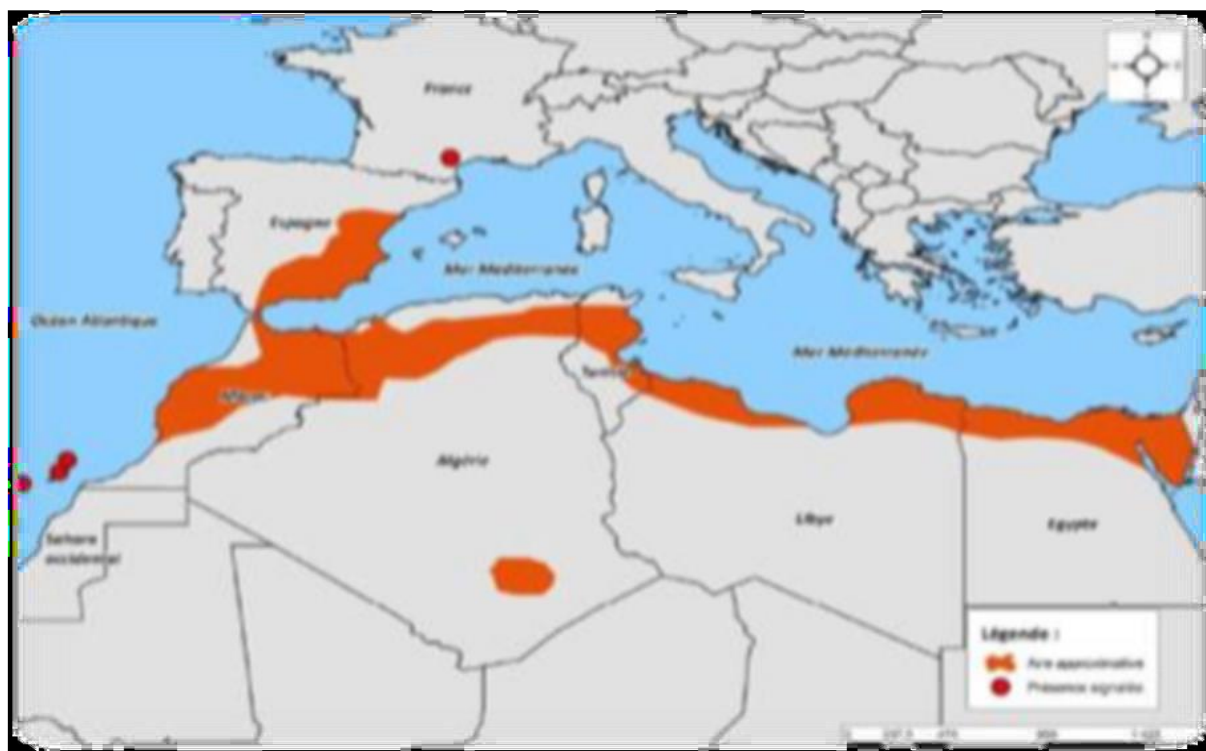 France
Espagne
Mer Méditerranée
Océan Atlantique
Mer Méditerranée
Tunisie
Maroc
Algérie
Libye
Egypte
Sahara
occidental
Légende :
Aire approximative
Présence signalée